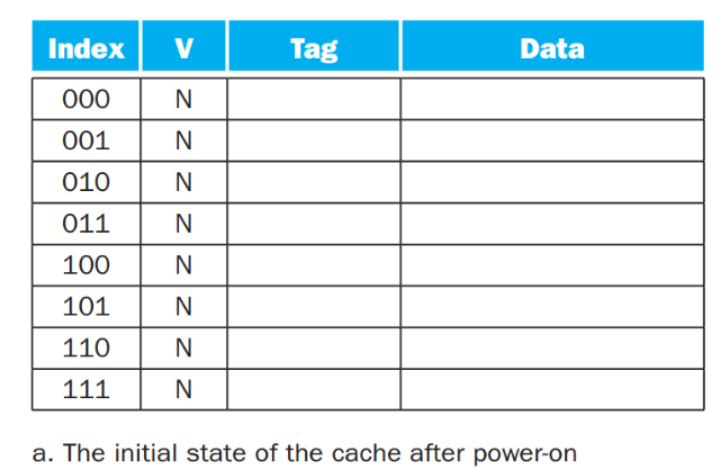 Index V Tag Data
000 N
001 N
010 N
011 N
100 N
101 N
110 N
111 N
a. The initial state of the cache after power-on